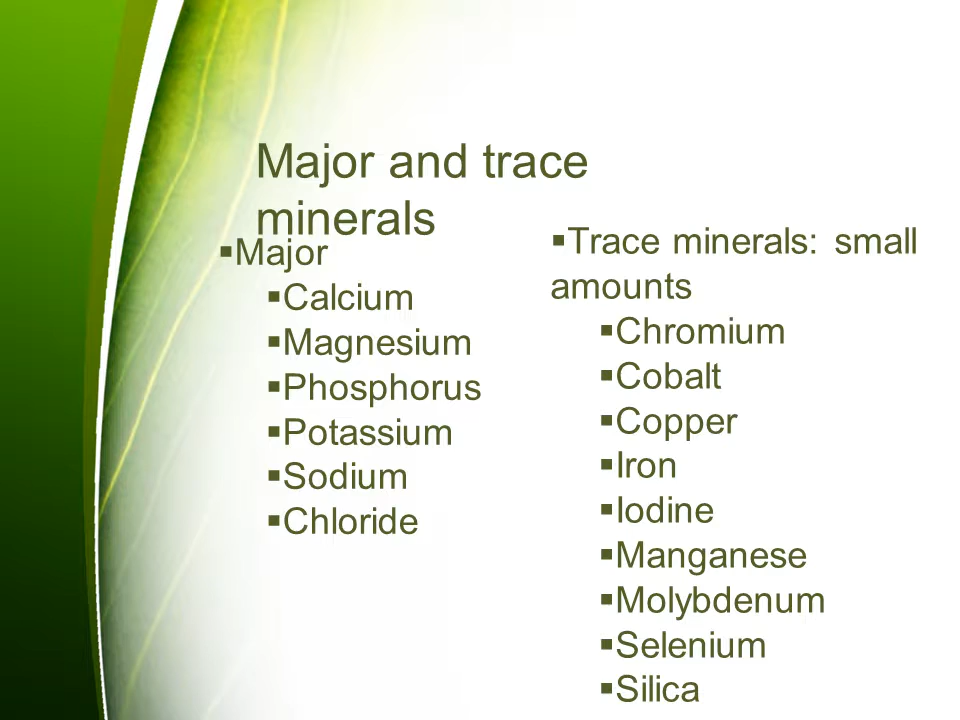 Major and trace
minerals
▪Major
▪Calcium
▪Magnesium
▪Phosphorus
▪Potassium
▪Sodium
▪Chloride
▪Trace minerals: small
amounts
▪Chromium
▪Cobalt
▪Copper
▪Iron
▪Iodine
▪Manganese
▪Molybdenum
▪Selenium
▪Silica